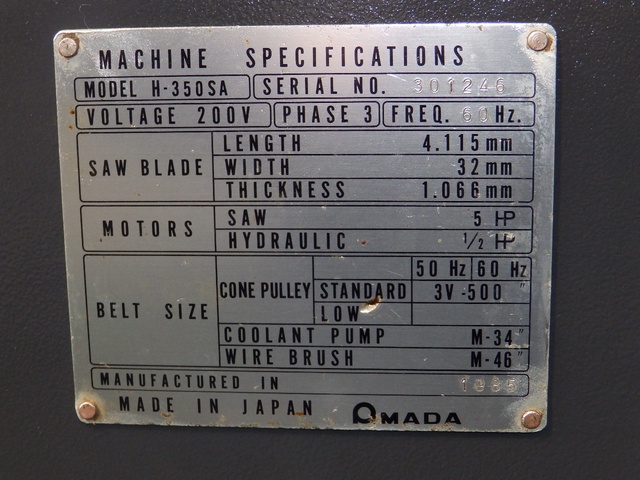 MACHINE SPECIFICATIONS
MODEL H-350SA SERIAL NO. 301246
VOLTAGE 200V PHASE 3 FREQ. 60 Hz.
SAW BLADE
LENGTH 4.115mm
WIDTH 32mm
THICKNESS 1.066mm
MOTORS
SAW 5 HP
HYDRAULIC 1/2 HP
BELT SIZE
CONE PULLEY
50 Hz 60 Hz
STANDARD 3V-500"
LOW
COOLANT PUMP M-34"
WIRE BRUSH M-46"
MANUFACTURED IN 1985
MADE IN JAPAN AMADA